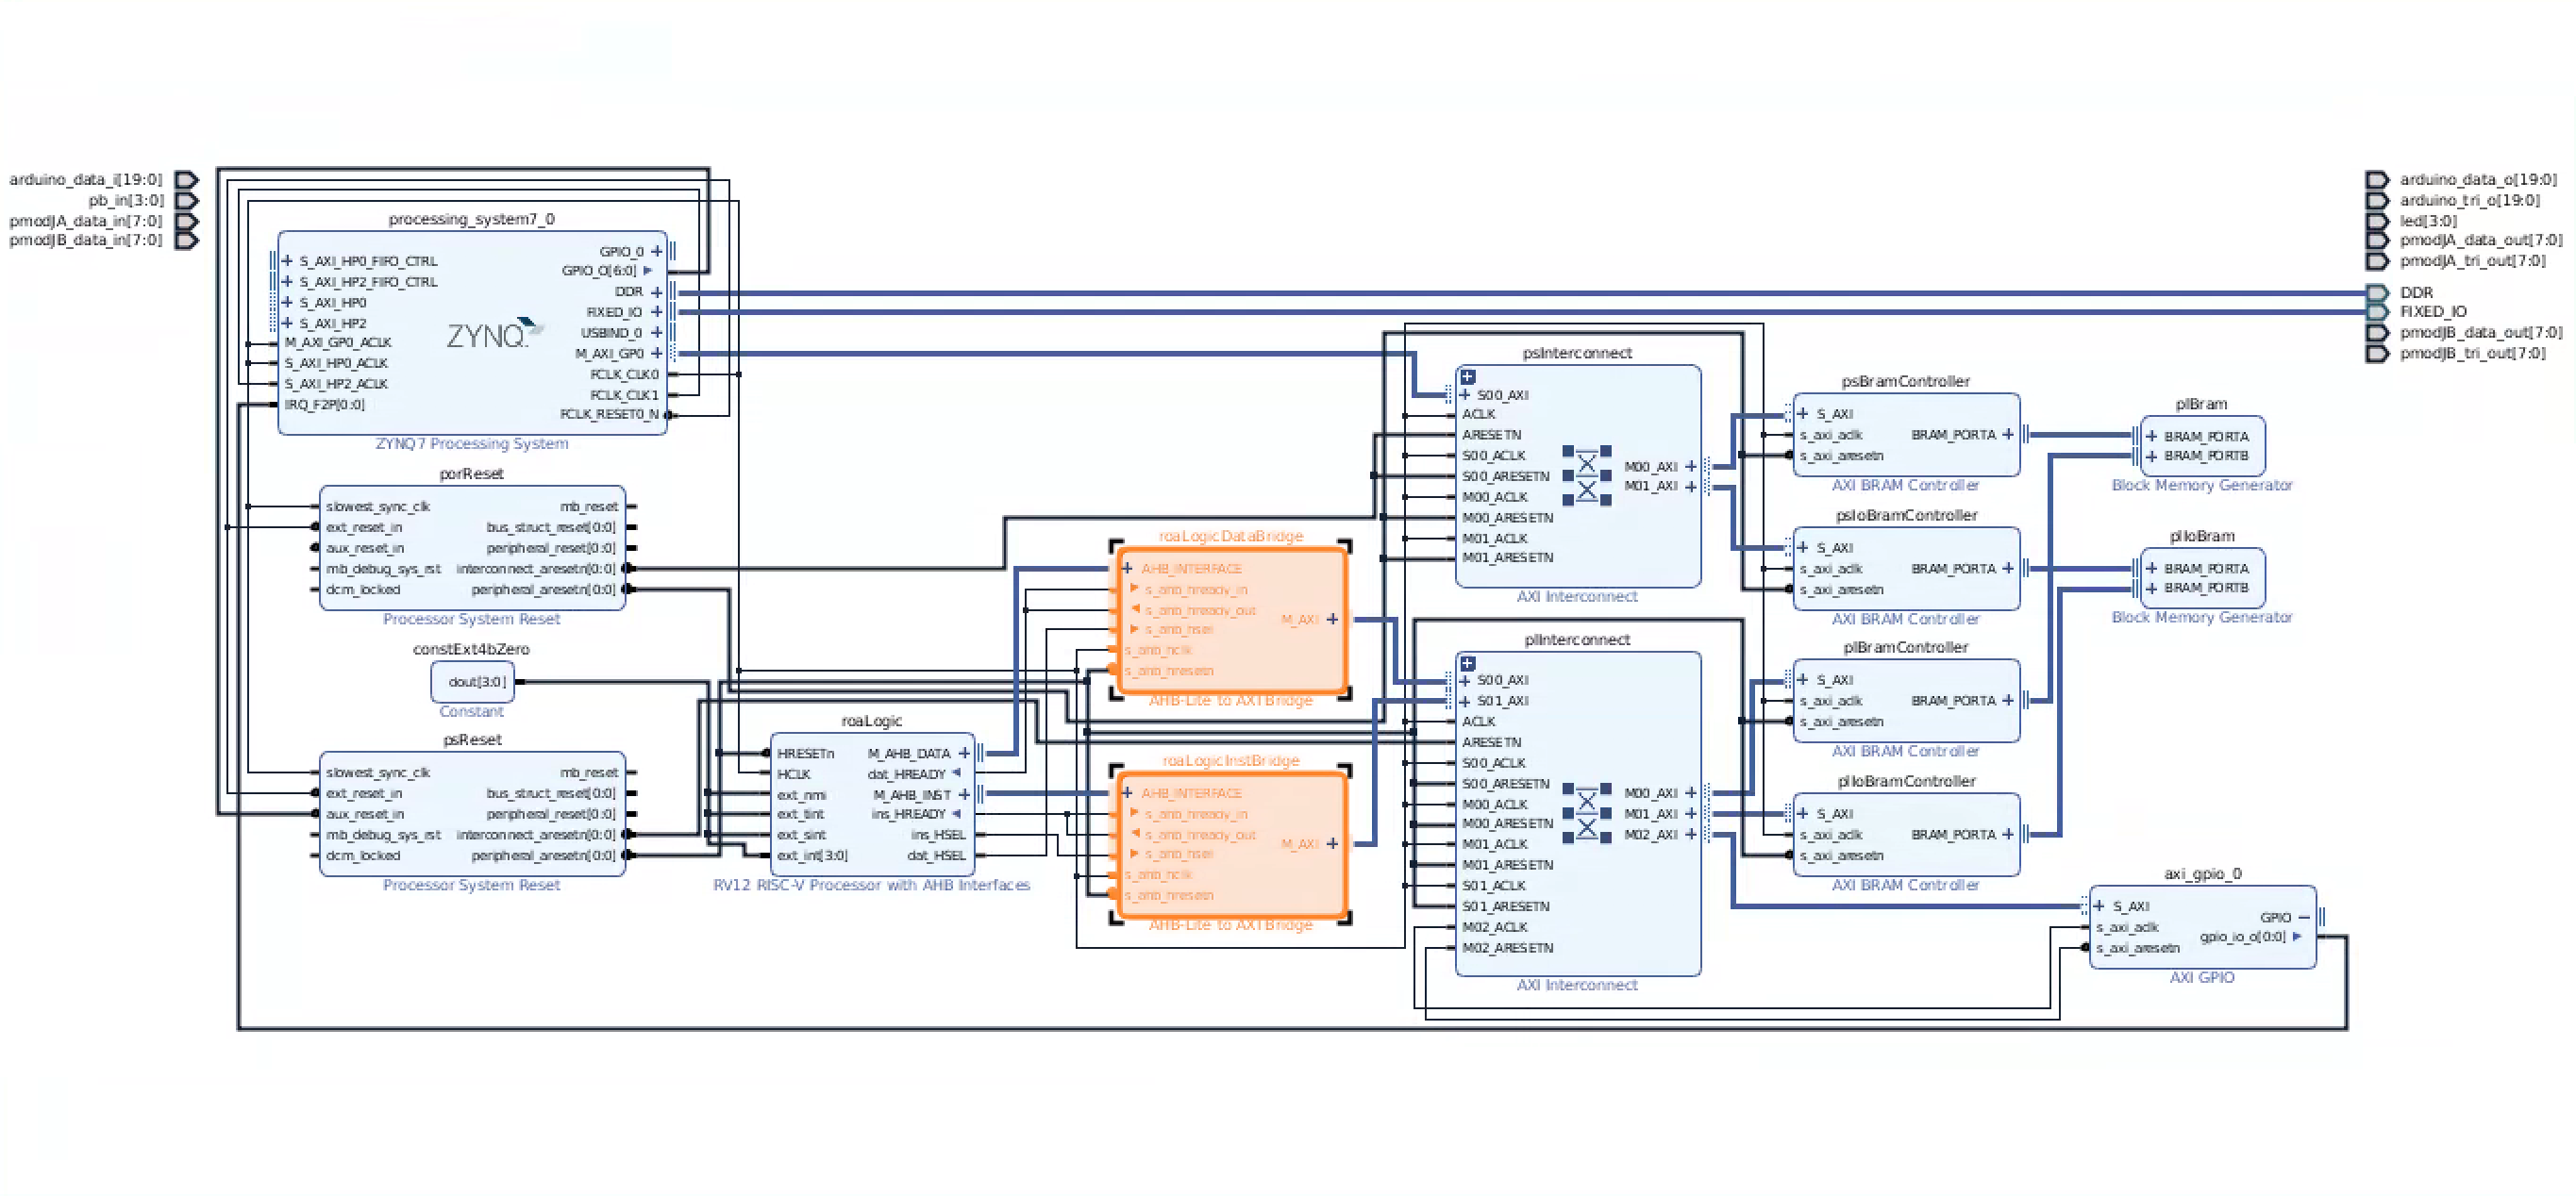 arduino_data_i[19:0]
pb_in[3:0]
pmodJA_data_in[7:0]
pmodJB_data_in[7:0]
processing_system7_0
S_AXI_HP0_FIFO_CTRL
S_AXI_HP2_FIFO_CTRL
S_AXI_HP0
S_AXI_HP2
M_AXI_GP0_ACLK
S_AXI_HP0_ACLK
S_AXI_HP2_ACLK
IRQ_F2P[0:0]
ZYNQ
GPIO_0
GPIO_O[6:0]
DDR
FIXED_IO
USBIND_0
M_AXI_GP0
FCLK_CLK0
FCLK_CLK1
FCLK_RESET0_N
ZYNQ7 Processing System
porReset
slowest_sync_clk
ext_reset_in
aux_reset_in
mb_debug_sys_rst
dcm_locked
mb_reset
bus_struct_reset[0:0]
peripheral_reset[0:0]
interconnect_aresetn[0:0]
peripheral_aresetn[0:0]
Processor System Reset
constExt4bZero
dout[3:0]
Constant
psReset
slowest_sync_clk
ext_reset_in
aux_reset_in
mb_debug_sys_rst
dcm_locked
mb_reset
bus_struct_reset[0:0]
peripheral_reset[0:0]
interconnect_aresetn[0:0]
peripheral_aresetn[0:0]
Processor System Reset
roaLogic
HRESETn
HCLK
ext_nmi
ext_tint
ext_sint
ext_int[3:0]
M_AHB_DATA
dat_HREADY
M_AHB_INST
ins_HREADY
ins_HSEL
dat_HSEL
RV12 RISC-V Processor with AHB Interfaces
roaLogicDataBridge
AHB_INTERFACE
s_ahb_hready_in
s_ahb_hready_out
s_ahb_hsel
s_ahb_hclk
s_ahb_hresetn
M_AXI
AHB-Lite to AXI Bridge
roaLogicInstBridge
AHB_INTERFACE
s_ahb_hready_in
s_ahb_hready_out
s_ahb_hsel
s_ahb_hclk
s_ahb_hresetn
M_AXI
AHB-Lite to AXI Bridge
psInterconnect
S00_AXI
ACLK
ARESETN
S00_ACLK
S00_ARESETN
M00_ACLK
M00_ARESETN
M01_ACLK
M01_ARESETN
M00_AXI
M01_AXI
AXI Interconnect
plInterconnect
S00_AXI
S01_AXI
ACLK
ARESETN
S00_ACLK
S00_ARESETN
M00_ACLK
M00_ARESETN
M01_ACLK
M01_ARESETN
S01_ACLK
S01_ARESETN
M02_ACLK
M02_ARESETN
M00_AXI
M01_AXI
M02_AXI
AXI Interconnect
psBramController
S_AXI
s_axi_aclk
s_axi_aresetn
BRAM_PORTA
AXI BRAM Controller
psIoBramController
S_AXI
s_axi_aclk
s_axi_aresetn
BRAM_PORTA
AXI BRAM Controller
plBramController
S_AXI
s_axi_aclk
s_axi_aresetn
BRAM_PORTA
AXI BRAM Controller
plIoBramController
S_AXI
s_axi_aclk
s_axi_aresetn
BRAM_PORTA
AXI BRAM Controller
plBram
BRAM_PORTA
BRAM_PORTB
Block Memory Generator
plIoBram
BRAM_PORTA
BRAM_PORTB
Block Memory Generator
axi_gpio_0
S_AXI
s_axi_aclk
s_axi_aresetn
GPIO
gpio_io_o[0:0]
AXI GPIO
arduino_data_o[19:0]
arduino_tri_o[19:0]
led[3:0]
pmodJA_data_out[7:0]
pmodJA_tri_out[7:0]
DDR
FIXED_IO
pmodJB_data_out[7:0]
pmodJB_tri_out[7:0]